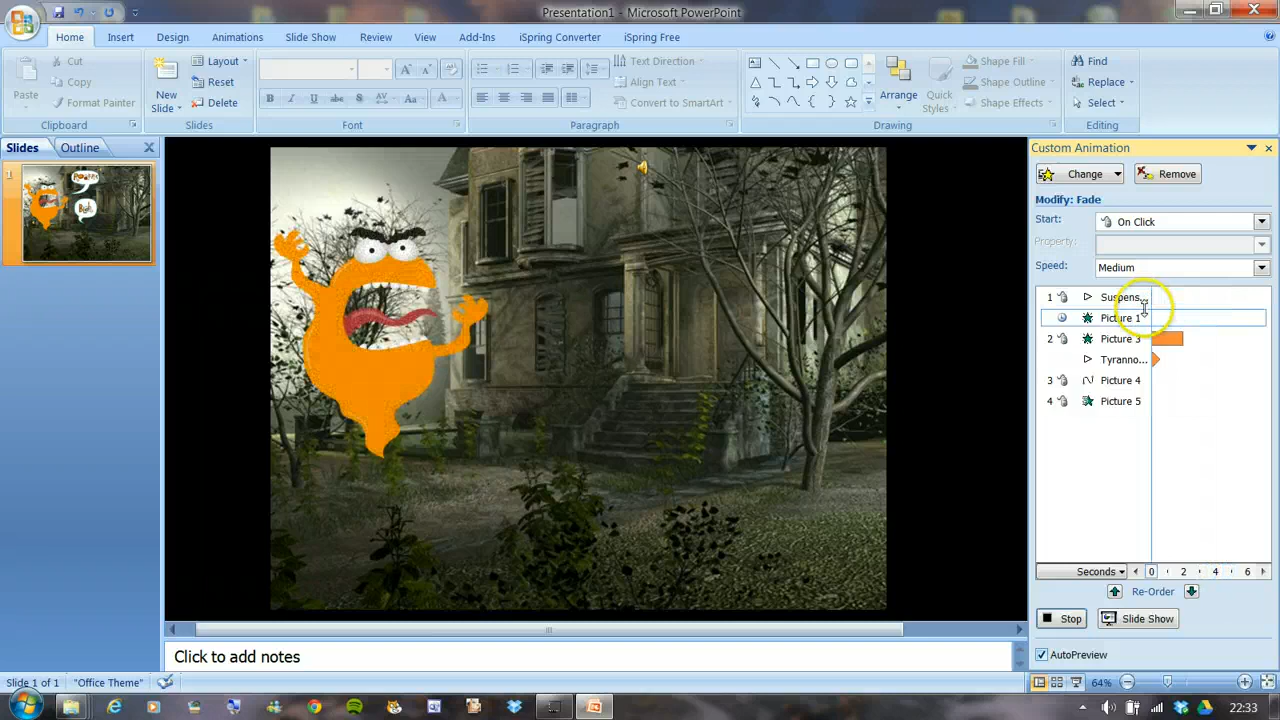 Presentation1 - Microsoft PowerPoint
Home Insert Design Animations Slide Show Review View Add-Ins iSpring Converter iSpring Free
Paste
Cut
Copy
Format Painter
Clipboard
New Slide
Layout
Reset
Delete
Slides
B I U abc S AV Aa A
Font
Text Direction
Align Text
Convert to SmartArt
Paragraph
Arrange
Quick Styles
Shape Fill
Shape Outline
Shape Effects
Drawing
Find
Replace
Select
Editing
Slides Outline
1
Custom Animation
Change Remove
Modify: Fade
Start: On Click
Property:
Speed: Medium
1 Suspens...
Picture 1
2 Picture 3
Tyranno...
3 Picture 4
4 Picture 5
Seconds 0 2 4 6
Re-Order
Stop Slide Show
AutoPreview
Click to add notes
Slide 1 of 1 "Office Theme" 64%
22:33